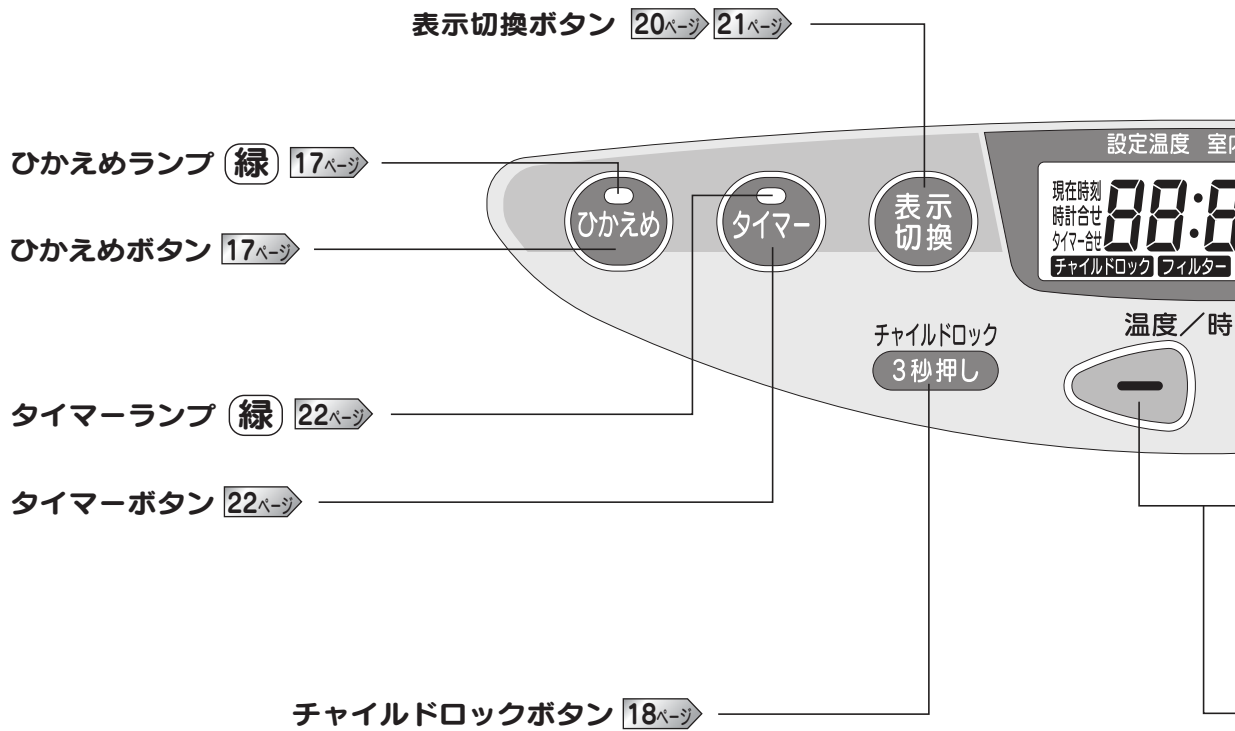 表示切換ボタン 20ページ 21ページ
設定温度 室内
ひかえめランプ 緑 17ページ
ひかえめ
タイマー
表示
切換
現在時刻
時計合せ
タイマー合せ
88:8
チャイルドロック フィルター
ひかえめボタン 17ページ
温度/時
チャイルドロック
3秒押し
タイマーランプ 緑 22ページ
タイマーボタン 22ページ
チャイルドロックボタン 18ページ